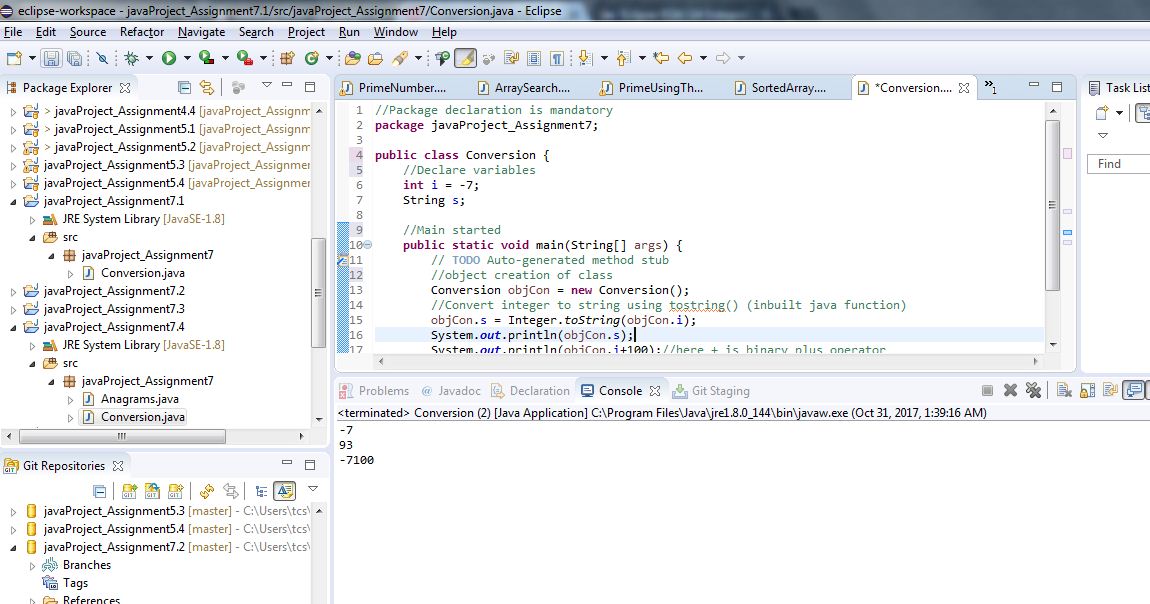 eclipse-workspace - javaProject_Assignment7.1/src/javaProject_Assignment7/Conversion.java - Eclipse
File Edit Source Refactor Navigate Search Project Run Window Help
Package Explorer
> javaProject_Assignment4.4 [javaProject_Assignm
> javaProject_Assignment5.1 [javaProject_Assignm
> javaProject_Assignment5.2 [javaProject_Assignm
javaProject_Assignment5.3 [javaProject_Assignmer
javaProject_Assignment5.4 [javaProject_Assignmer
javaProject_Assignment7.1
JRE System Library [JavaSE-1.8]
src
javaProject_Assignment7
Conversion.java
javaProject_Assignment7.2
javaProject_Assignment7.3
javaProject_Assignment7.4
JRE System Library [JavaSE-1.8]
src
javaProject_Assignment7
Anagrams.java
Conversion.java
Git Repositories
javaProject_Assignment5.3 [master] - C:\Users\tcs\
javaProject_Assignment5.4 [master] - C:\Users\tcs\
javaProject_Assignment7.2 [master] - C:\Users\tcs\
Branches
Tags
References
PrimeNumber.... ArraySearch.... PrimeUsingTh... SortedArray.... *Conversion.... »1
1 //Package declaration is mandatory
2 package javaProject_Assignment7;
3
4 public class Conversion {
5 //Declare variables
6 int i = -7;
7 String s;
8
9 //Main started
10 public static void main(String[] args) {
11 // TODO Auto-generated method stub
12 //object creation of class
13 Conversion objCon = new Conversion();
14 //Convert integer to string using tostring() (inbuilt java function)
15 objCon.s = Integer.toString(objCon.i);
16 System.out.println(objCon.s);
17 System.out.println(objCon.i+100);//here + is binary plus operator
Task List
Find
Problems @ Javadoc Declaration Console Git Staging
<terminated> Conversion (2) [Java Application] C:\Program Files\Java\jre1.8.0_144\bin\javaw.exe (Oct 31, 2017, 1:39:16 AM)
-7
93
-7100